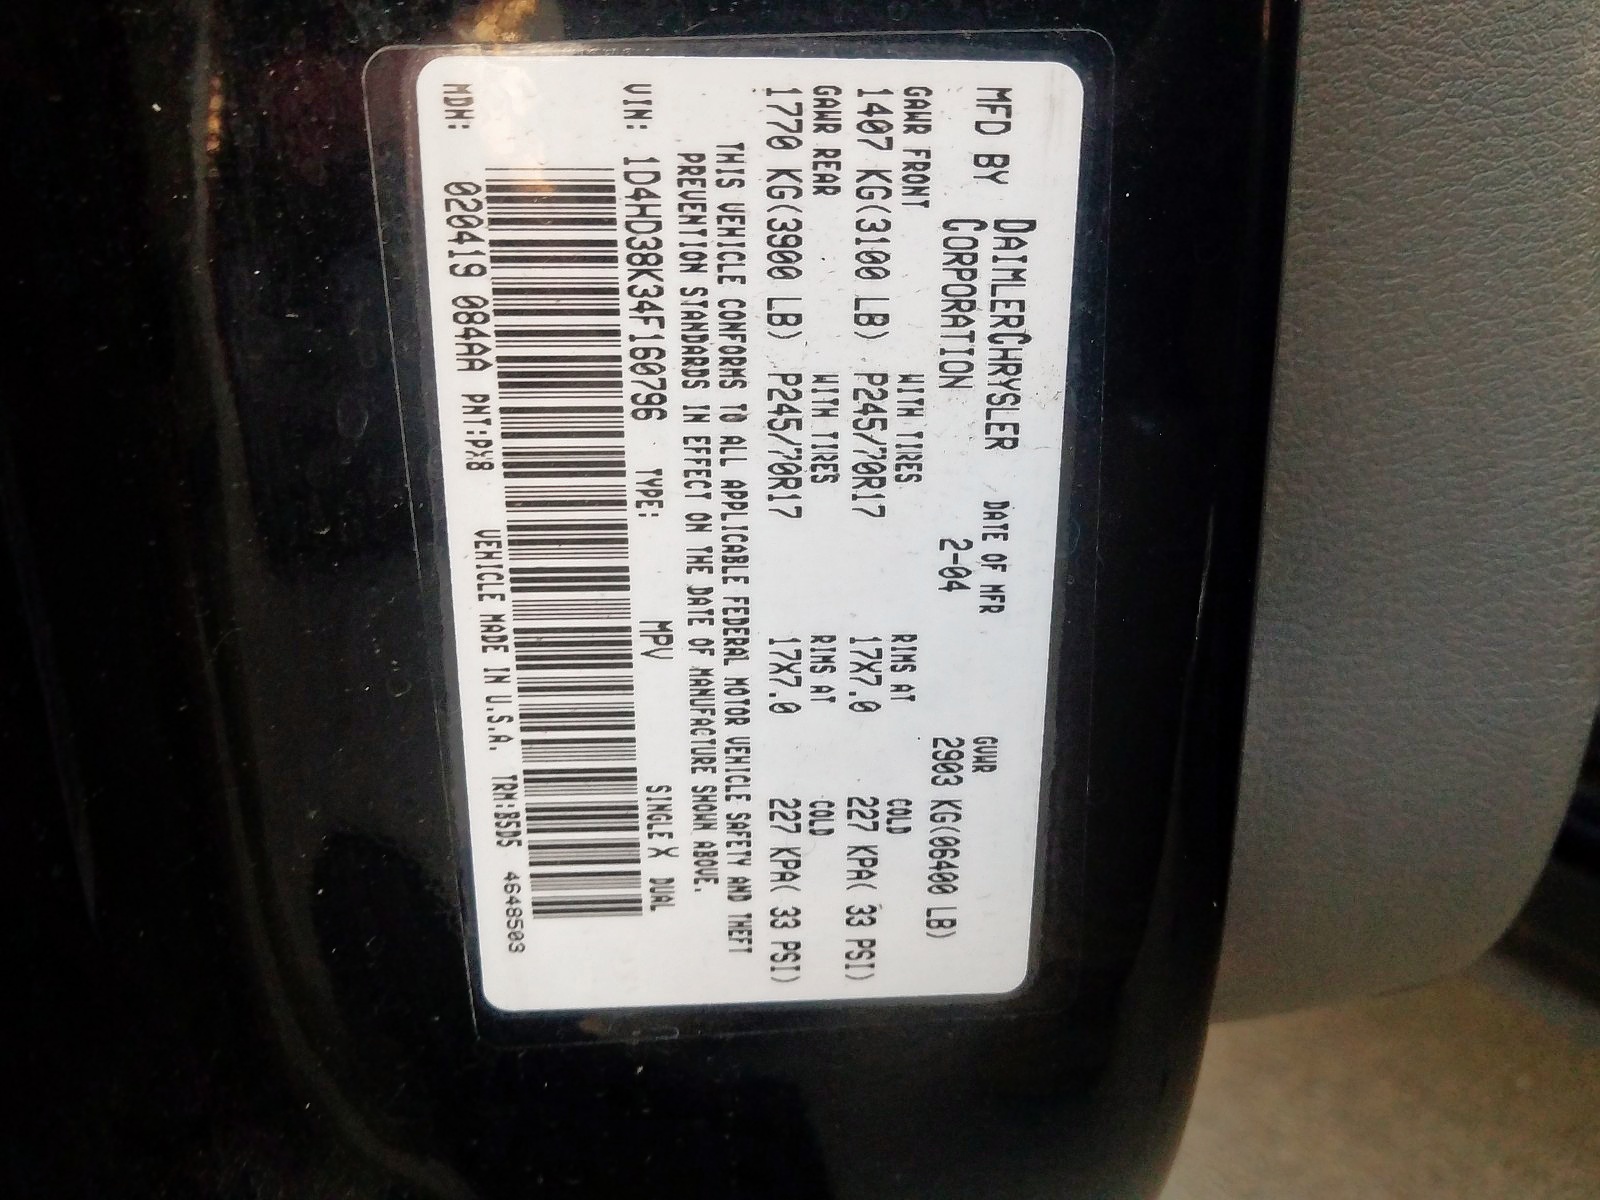 MFD BY DAIMLERCHRYSLER CORPORATION DATE OF MFR 2-04 GVWR 2903 KG(06400 LB)
GAWR FRONT WITH TIRES RIMS AT COLD
1407 KG(3100 LB) P245/70R17 17X7.0 227 KPA( 33 PSI)
GAWR REAR WITH TIRES RIMS AT COLD
1770 KG(3900 LB) P245/70R17 17X7.0 227 KPA( 33 PSI)
THIS VEHICLE CONFORMS TO ALL APPLICABLE FEDERAL MOTOR VEHICLE SAFETY AND THEFT
PREVENTION STANDARDS IN EFFECT ON THE DATE OF MANUFACTURE SHOWN ABOVE.
VIN: 1D4HD38K34F160796 TYPE: MPV SINGLE X DUAL
MDH: 020419 084AA PNT:PX8 VEHICLE MADE IN U.S.A. TRM:B5D5 4648503